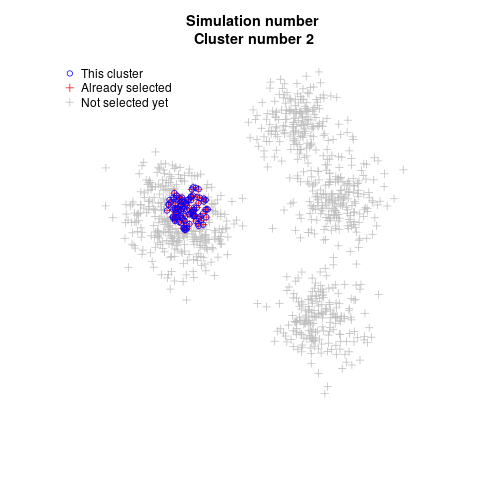 Simulation number
Cluster number 2
This cluster
Already selected
Not selected yet